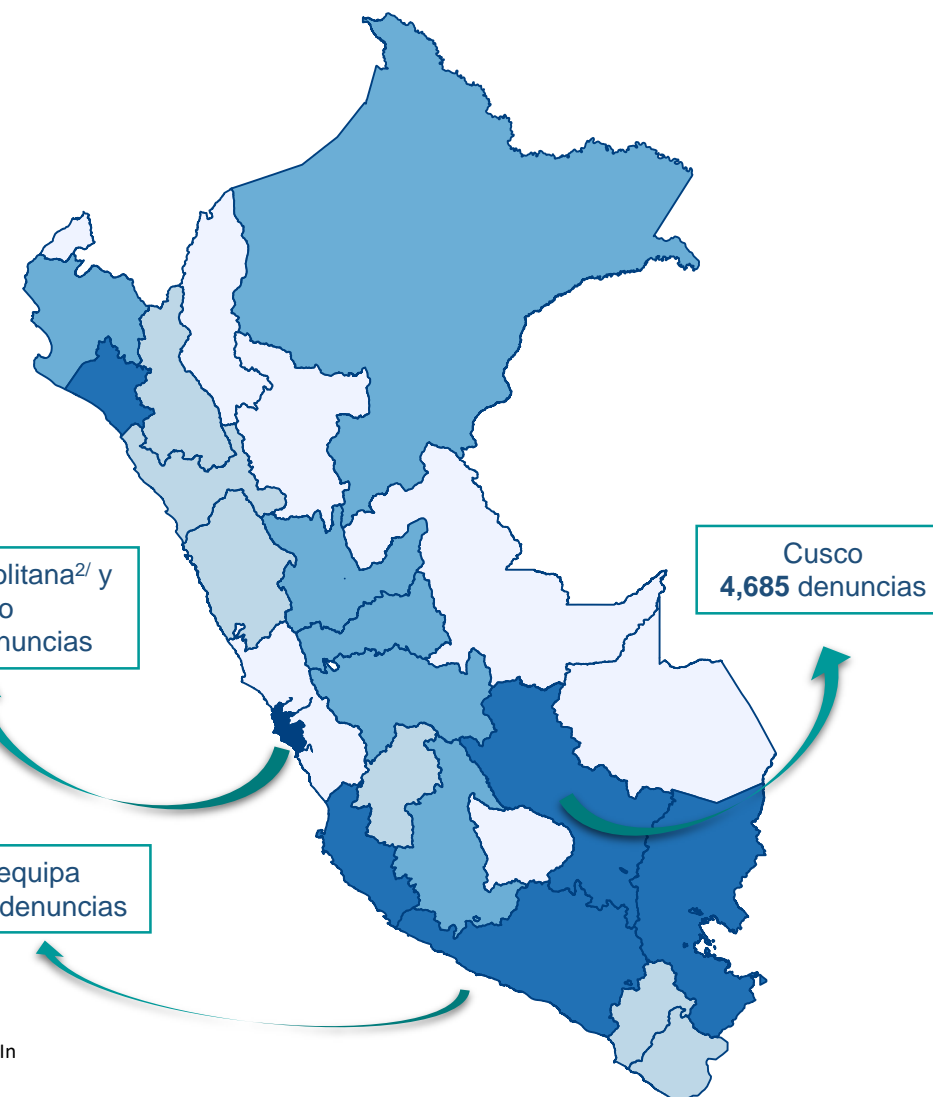 Cusco
4,685 denuncias
olitana2/ y
o
nuncias
equipa
denuncias
In